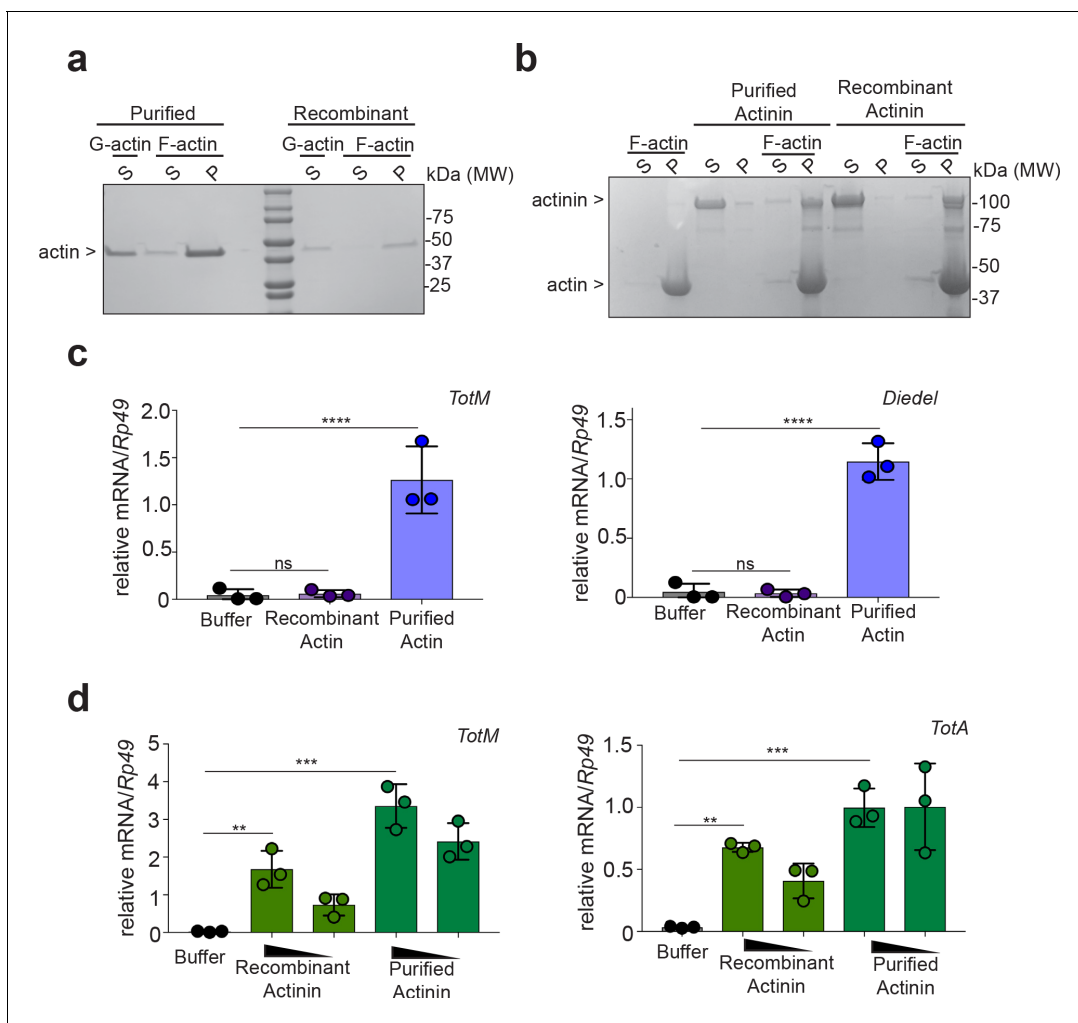 a
Purified
Recombinant
G-actin F-actin
G-actin F-actin
S S P
S S P
kDa (MW)
actin >
-75
-50
-37
-25
b
Purified
Actinin
Recombinant
Actinin
F-actin
F-actin
F-actin
S P S P S P S P S P
kDa (MW)
actinin >
actin >
-100
-75
-50
-37
c
TotM
relative mRNA/Rp49
2.0
1.5
1.0
0.5
0
****
ns
Buffer
Recombinant
Actin
Purified
Actin
Diedel
relative mRNA/Rp49
1.5
1.0
0.5
0
****
ns
Buffer
Recombinant
Actin
Purified
Actin
d
TotM
relative mRNA/Rp49
5
4
3
2
1
0
***
**
Buffer
Recombinant
Actinin
Purified
Actinin
TotA
relative mRNA/Rp49
1.5
1.0
0.5
0
***
**
Buffer
Recombinant
Actinin
Purified
Actinin